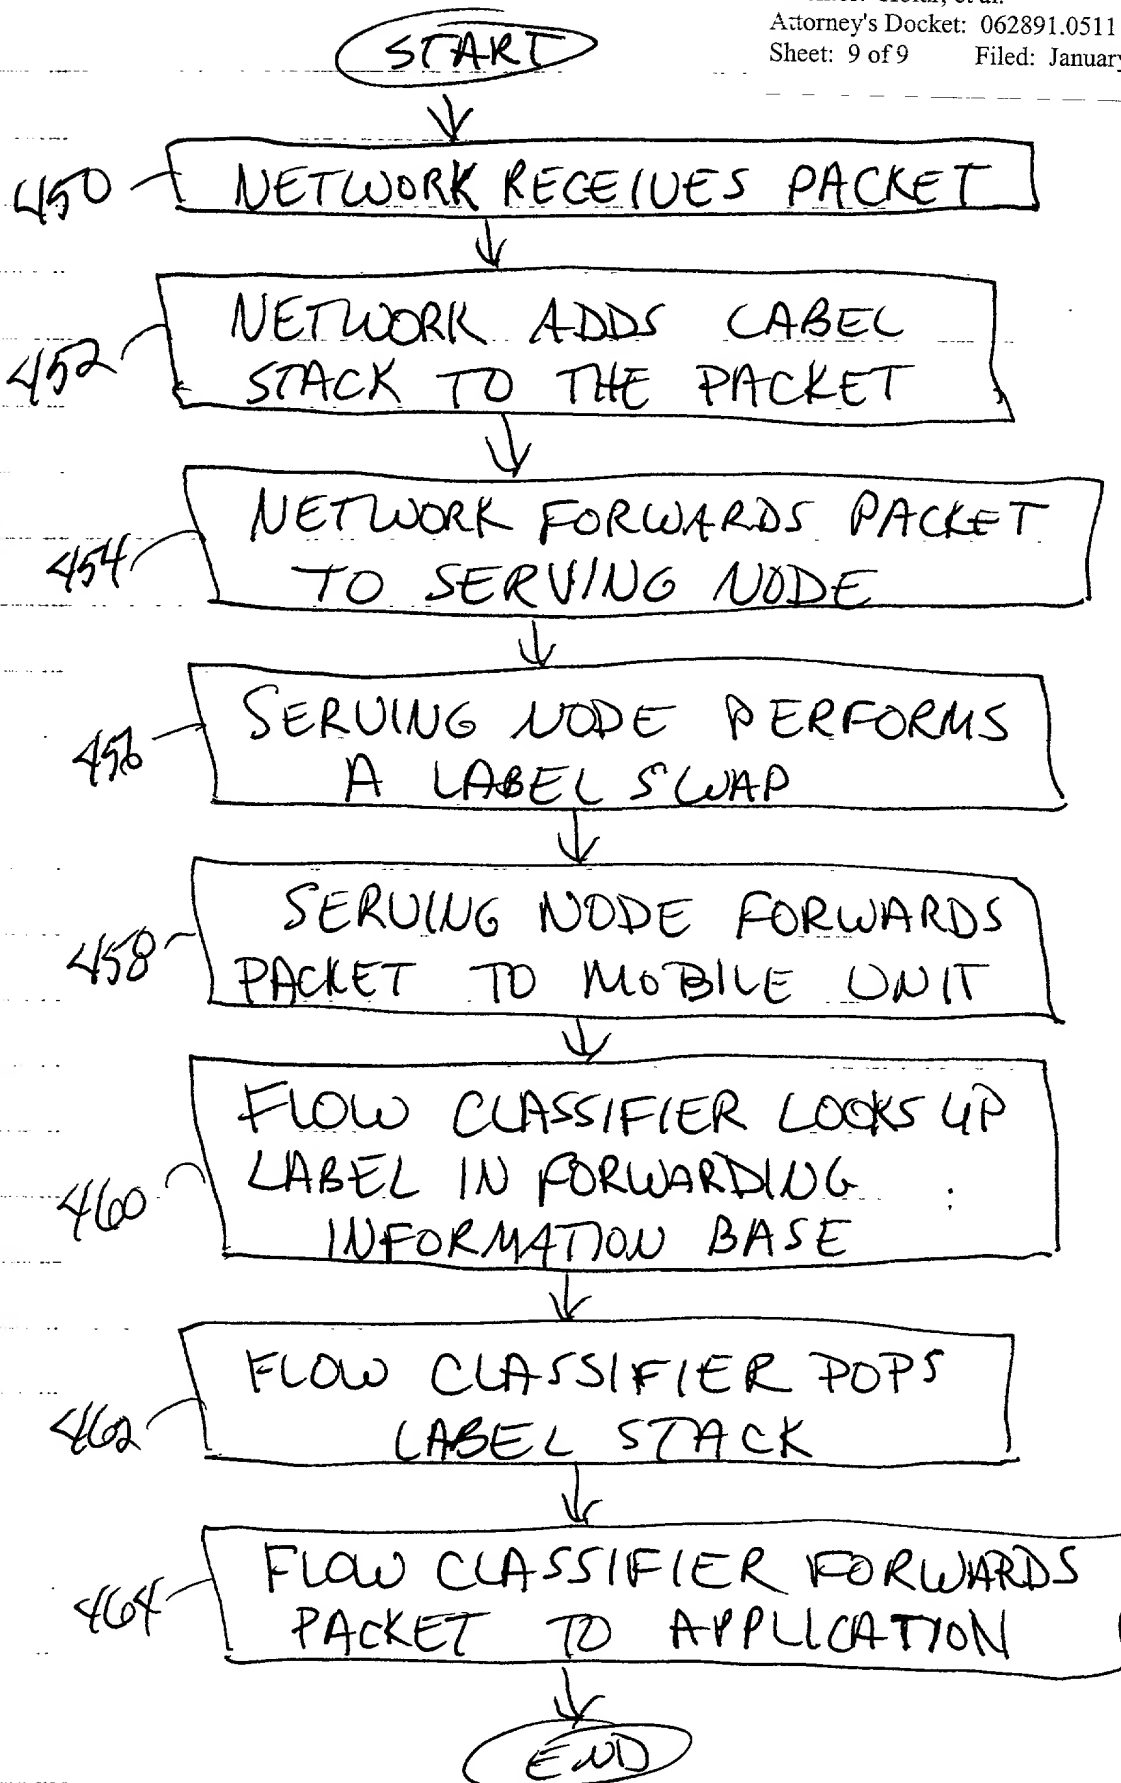 et al.
Attorney's Docket: 062891.0511
Sheet: 9 of 9 Filed: January
START
450
NETWORK RECEIVES PACKET
452
NETWORK ADDS LABEL
STACK TO THE PACKET
454
NETWORK FORWARDS PACKET
TO SERVING NODE
456
SERVING NODE PERFORMS
A LABEL SWAP
458
SERVING NODE FORWARDS
PACKET TO MOBILE UNIT
460
FLOW CLASSIFIER LOOKS UP
LABEL IN FORWARDING
INFORMATION BASE
462
FLOW CLASSIFIER POPS
LABEL STACK
464
FLOW CLASSIFIER FORWARDS
PACKET TO APPLICATION
END